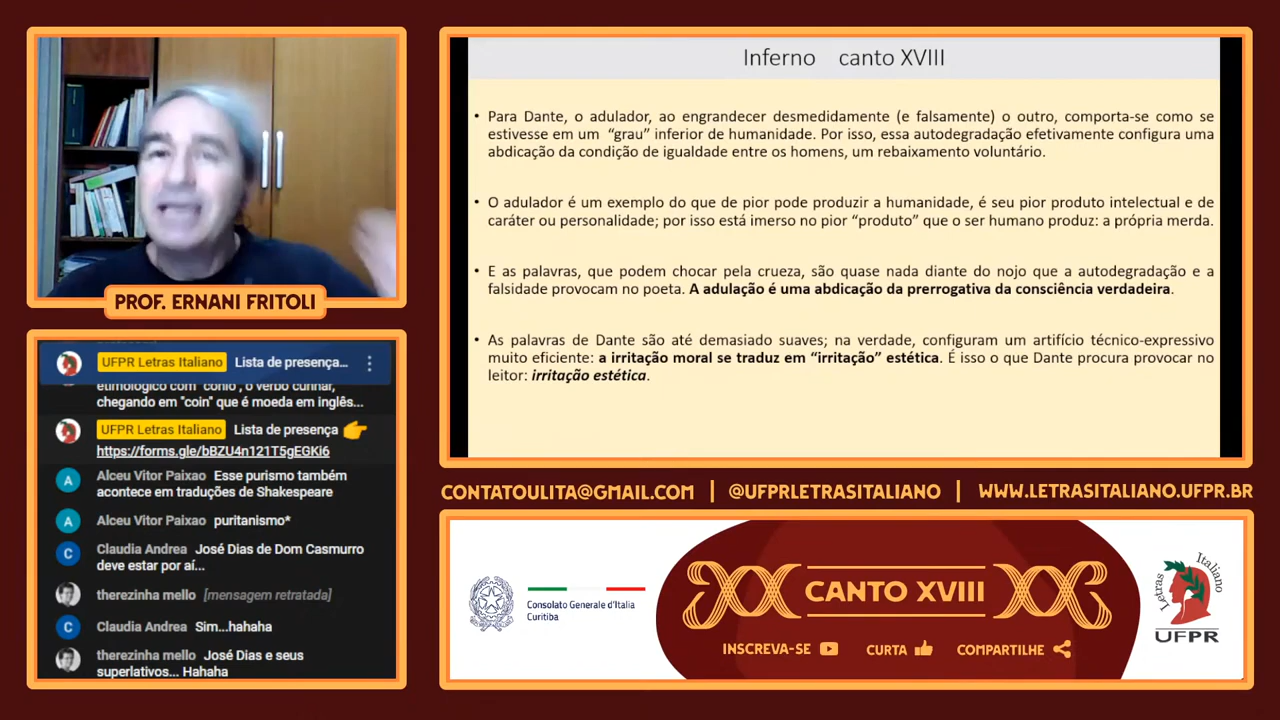 PROF. ERNANI FRITOLI
UFPR Letras Italiano Lista de presença...
etimológico com "conio", o verbo cunhar,
chegando em "coin" que é moeda em inglês...
UFPR Letras Italiano Lista de presença 👉
https://forms.gle/bBZU4n121T5gEGKi6
A Alceu Vitor Paixao Esse purismo também
acontece em traduções de Shakespeare
A Alceu Vitor Paixao puritanismo*
C Claudia Andrea José Dias de Dom Casmurro
deve estar por aí...
therezinha mello [mensagem retratada]
C Claudia Andrea Sim...hahaha
therezinha mello José Dias e seus
superlativos... Hahaha
Inferno canto XVIII
• Para Dante, o adulador, ao engrandecer desmedidamente (e falsamente) o outro, comporta-se como se
estivesse em um "grau" inferior de humanidade. Por isso, essa autodegradação efetivamente configura uma
abdicação da condição de igualdade entre os homens, um rebaixamento voluntário.
• O adulador é um exemplo do que de pior pode produzir a humanidade, é seu pior produto intelectual e de
caráter ou personalidade; por isso está imerso no pior "produto" que o ser humano produz: a própria merda.
• E as palavras, que podem chocar pela crueza, são quase nada diante do nojo que a autodegradação e a
falsidade provocam no poeta. A adulação é uma abdicação da prerrogativa da consciência verdadeira.
• As palavras de Dante são até demasiado suaves; na verdade, configuram um artifício técnico-expressivo
muito eficiente: a irritação moral se traduz em "irritação" estética. É isso o que Dante procura provocar no
leitor: irritação estética.
CONTATOULITA@GMAIL.COM | @UFPRLETRASITALIANO | WWW.LETRASITALIANO.UFPR.BR
Consolato Generale d'Italia
Curitiba
CANTO XVIII
INSCREVA-SE CURTA COMPARTILHE
Letras Italiano
UFPR